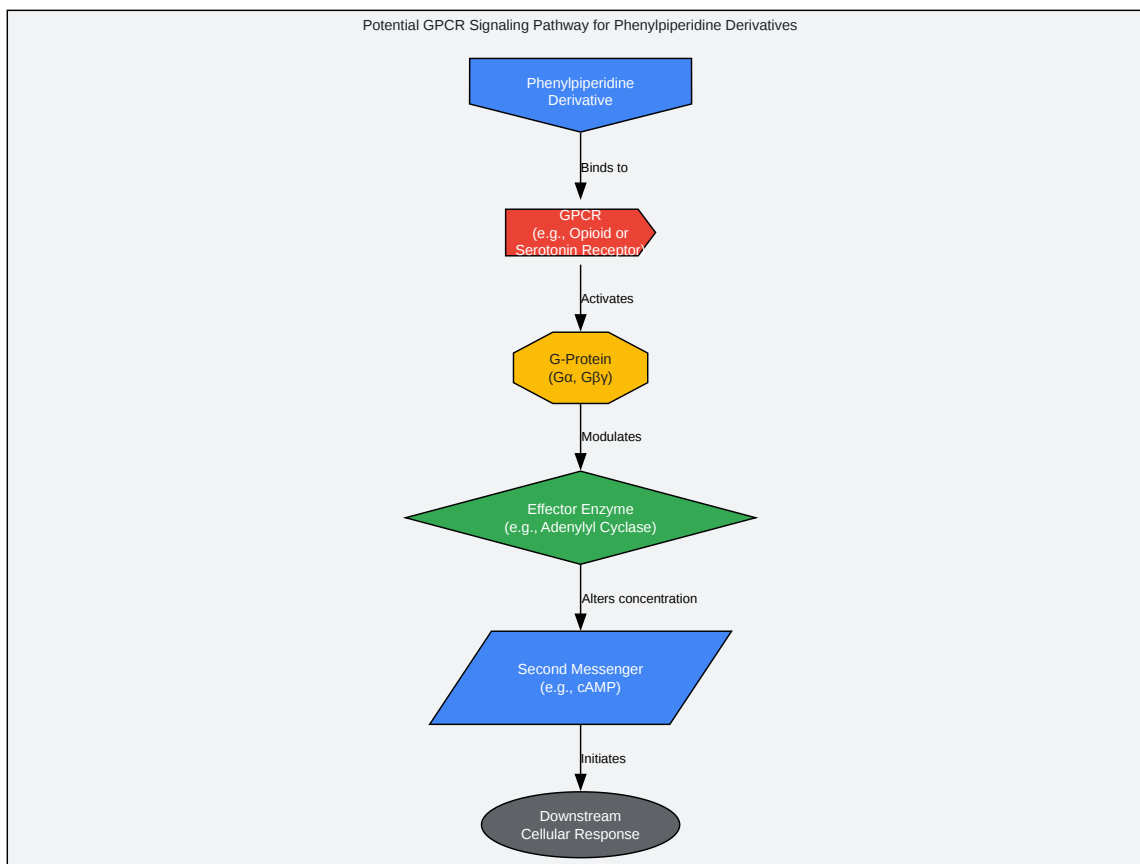 Potential GPCR Signaling Pathway for Phenylpiperidine Derivatives
Phenylpiperidine
Derivative
Binds to
GPCR
(e.g., Opioid or
Serotonin Receptor)
Activates
G-Protein
(Gα, Gβγ)
Modulates
Effector Enzyme
(e.g., Adenylyl Cyclase)
Alters concentration
Second Messenger
(e.g., cAMP)
Initiates
Downstream
Cellular Response